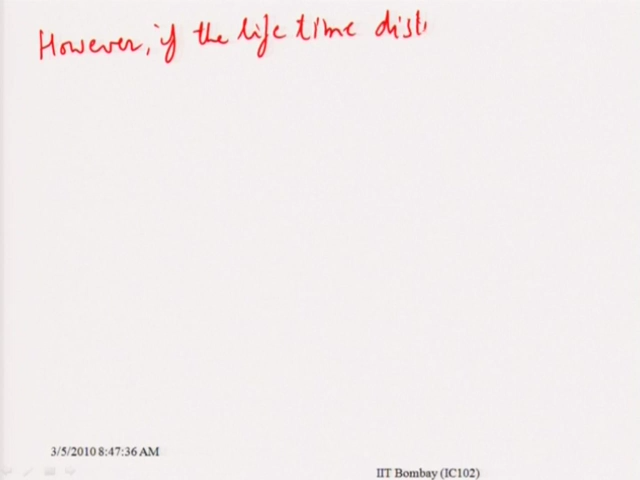 However, if the life time dist
3/5/2010 8:47:36 AM
IIT Bombay (IC102)